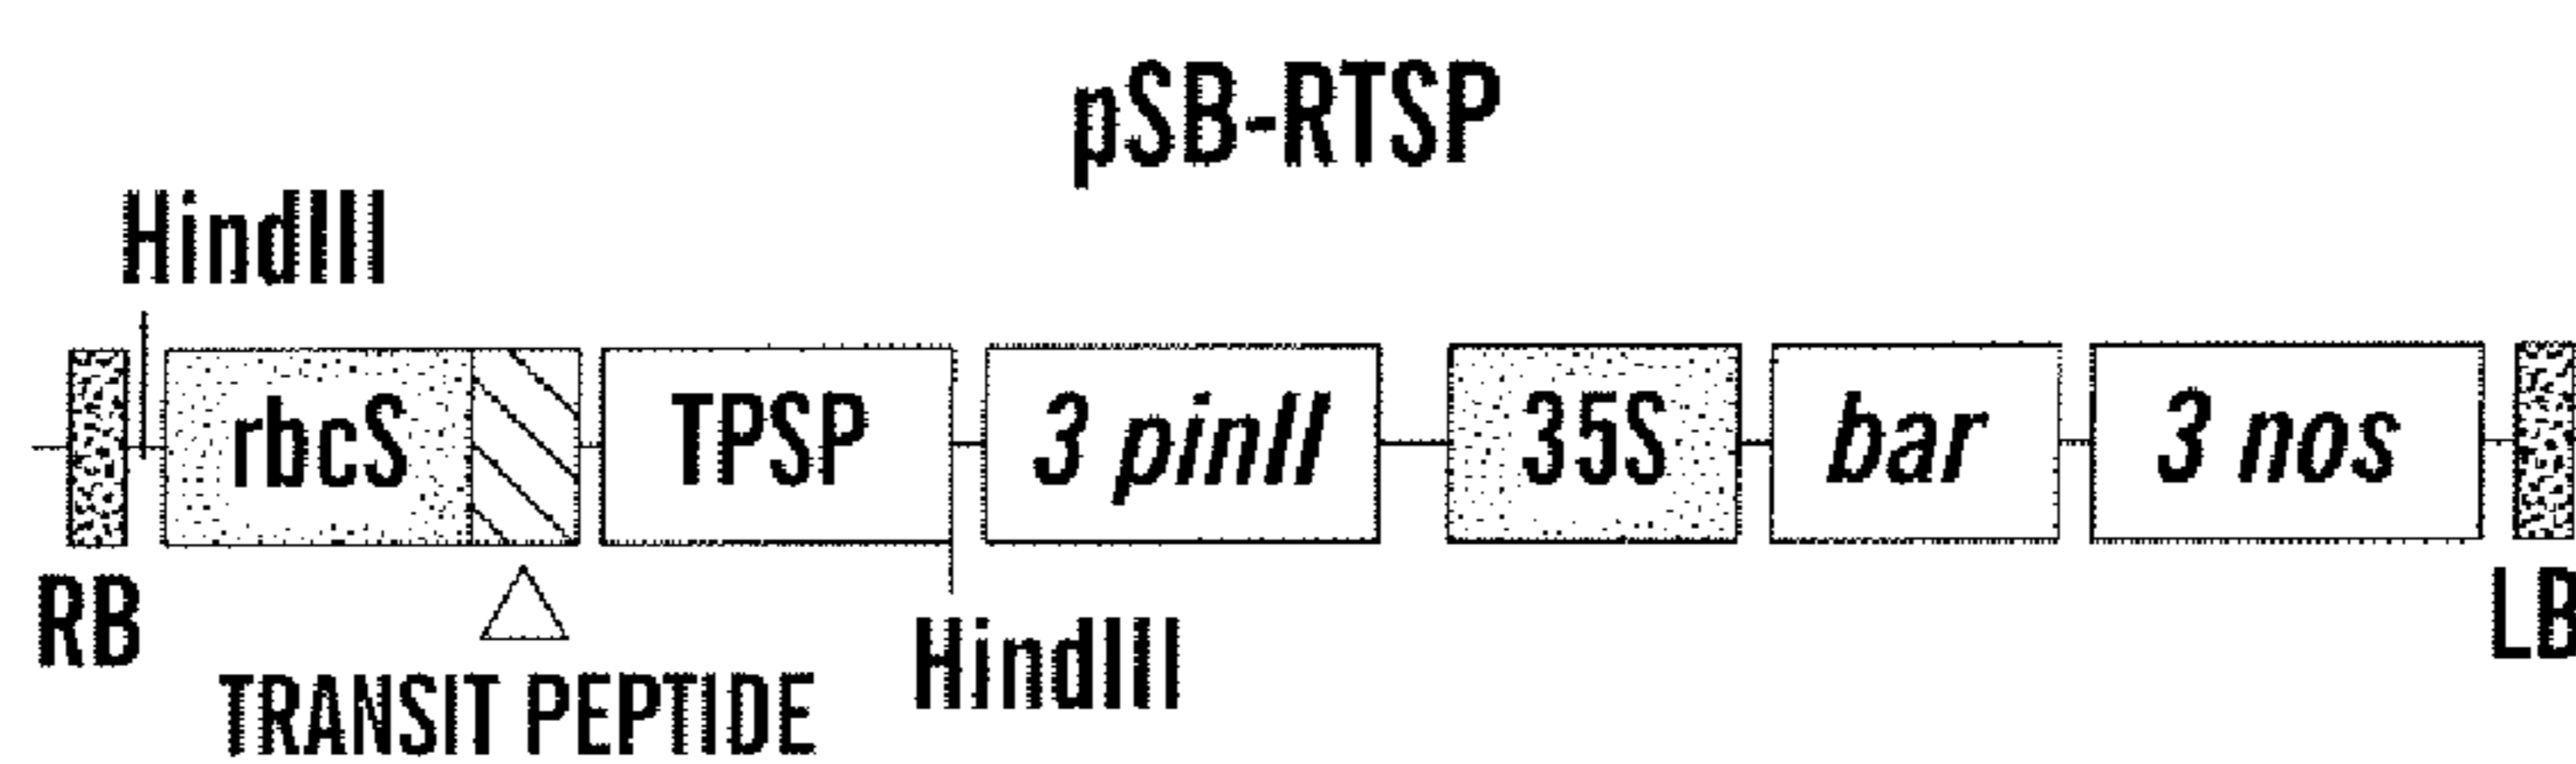 pSB-RTSP
HindIII
rbcS TPSP 3 pinII 35S bar 3 nos
RB LB
HindIII
TRANSIT PEPTIDE